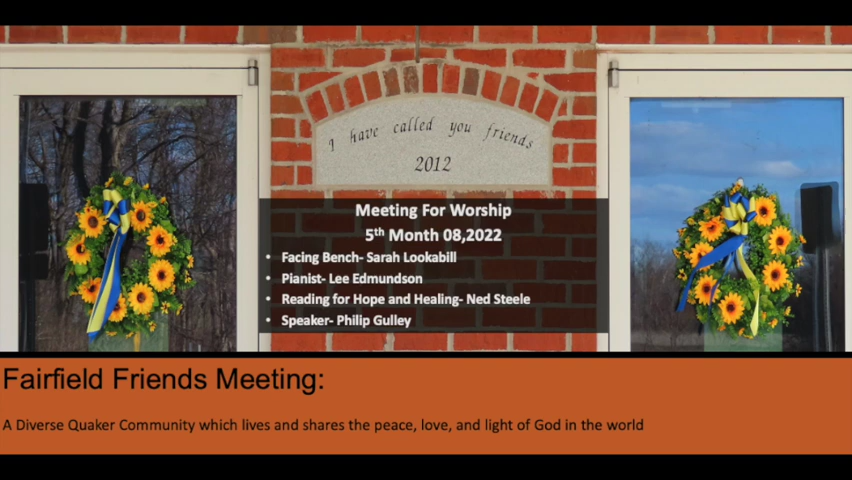 I have called you friends
2012
Meeting For Worship
5th Month 08,2022
• Facing Bench- Sarah Lookabill
• Pianist- Lee Edmundson
• Reading for Hope and Healing- Ned Steele
• Speaker- Philip Gulley
Fairfield Friends Meeting:
A Diverse Quaker Community which lives and shares the peace, love, and light of God in the world